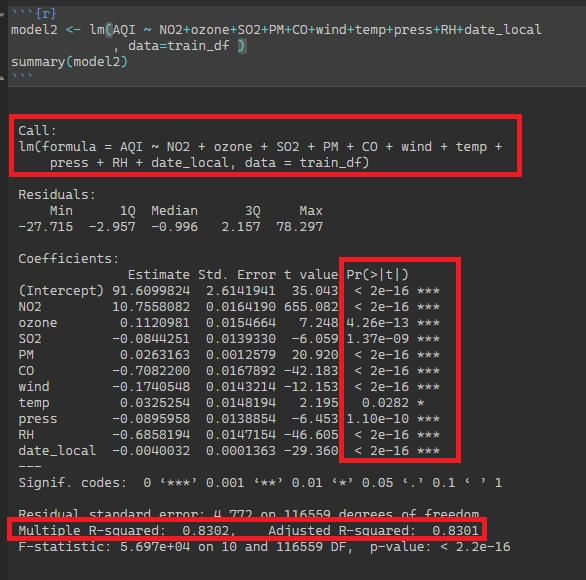 ```{r}
model2 <- lm(AQI ~ NO2+ozone+SO2+PM+CO+wind+temp+press+RH+date_local
, data=train_df )
summary(model2)
```
Call:
lm(formula = AQI ~ NO2 + ozone + SO2 + PM + CO + wind + temp +
press + RH + date_local, data = train_df)
Residuals:
Min 1Q Median 3Q Max
-27.715 -2.957 -0.996 2.157 78.297
Coefficients:
Estimate Std. Error t value Pr(>|t|)
(Intercept) 91.6099824 2.6141941 35.043 < 2e-16 ***
NO2 10.7558082 0.0164190 655.082 < 2e-16 ***
ozone 0.1120981 0.0154664 7.248 4.26e-13 ***
SO2 -0.0844251 0.0139330 -6.059 1.37e-09 ***
PM 0.0263163 0.0012579 20.920 < 2e-16 ***
CO -0.7082200 0.0167892 -42.183 < 2e-16 ***
wind -0.1740548 0.0143214 -12.153 < 2e-16 ***
temp 0.0325254 0.0148194 2.195 0.0282 *
press -0.0895958 0.0138854 -6.453 1.10e-10 ***
RH -0.6858194 0.0147154 -46.605 < 2e-16 ***
date_local -0.0040032 0.0001363 -29.360 < 2e-16 ***
---
Signif. codes: 0 ‘***’ 0.001 ‘**’ 0.01 ‘*’ 0.05 ‘.’ 0.1 ‘ ’ 1
Residual standard error: 4.772 on 116559 degrees of freedom
Multiple R-squared: 0.8302, Adjusted R-squared: 0.8301
F-statistic: 5.697e+04 on 10 and 116559 DF, p-value: < 2.2e-16